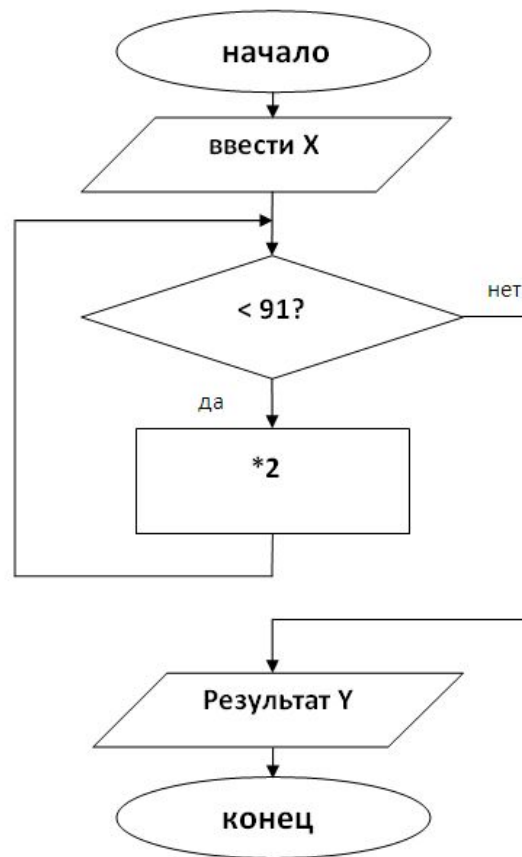 начало
ввести X
< 91?
нет
да
*2
Результат Y
конец